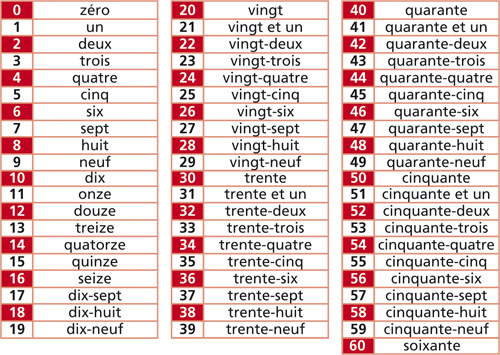 0 zéro
1 un
2 deux
3 trois
4 quatre
5 cinq
6 six
7 sept
8 huit
9 neuf
10 dix
11 onze
12 douze
13 treize
14 quatorze
15 quinze
16 seize
17 dix-sept
18 dix-huit
19 dix-neuf
20 vingt
21 vingt et un
22 vingt-deux
23 vingt-trois
24 vingt-quatre
25 vingt-cinq
26 vingt-six
27 vingt-sept
28 vingt-huit
29 vingt-neuf
30 trente
31 trente et un
32 trente-deux
33 trente-trois
34 trente-quatre
35 trente-cinq
36 trente-six
37 trente-sept
38 trente-huit
39 trente-neuf
40 quarante
41 quarante et un
42 quarante-deux
43 quarante-trois
44 quarante-quatre
45 quarante-cinq
46 quarante-six
47 quarante-sept
48 quarante-huit
49 quarante-neuf
50 cinquante
51 cinquante et un
52 cinquante-deux
53 cinquante-trois
54 cinquante-quatre
55 cinquante-cinq
56 cinquante-six
57 cinquante-sept
58 cinquante-huit
59 cinquante-neuf
60 soixante